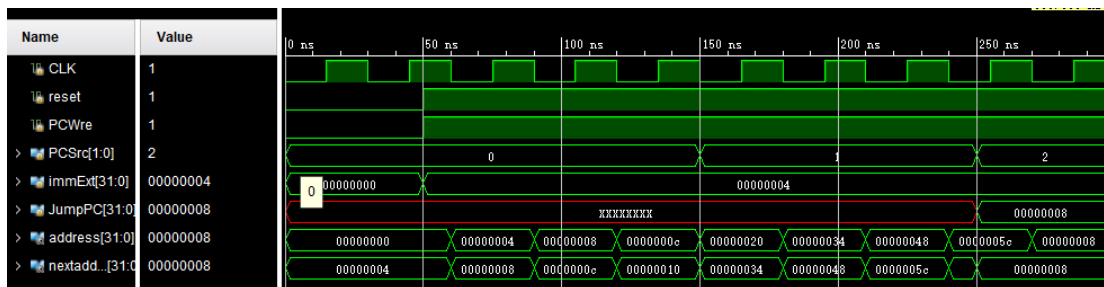 Name Value 0 ns 50 ns 100 ns 150 ns 200 ns 250 ns
CLK 1
reset 1
PCWre 1
PCSrc[1:0] 2 0 1 2
immExt[31:0] 00000004 00000000 00000004
0
JumpPC[31:0] 00000008 XXXXXXXX 00000008
address[31:0] 00000008 00000000 00000004 00000008 0000000c 00000020 00000034 00000048 0000005c 00000008
nextadd...[31:0 00000008 00000004 00000008 0000000c 00000010 00000034 00000048 0000005c 00000008